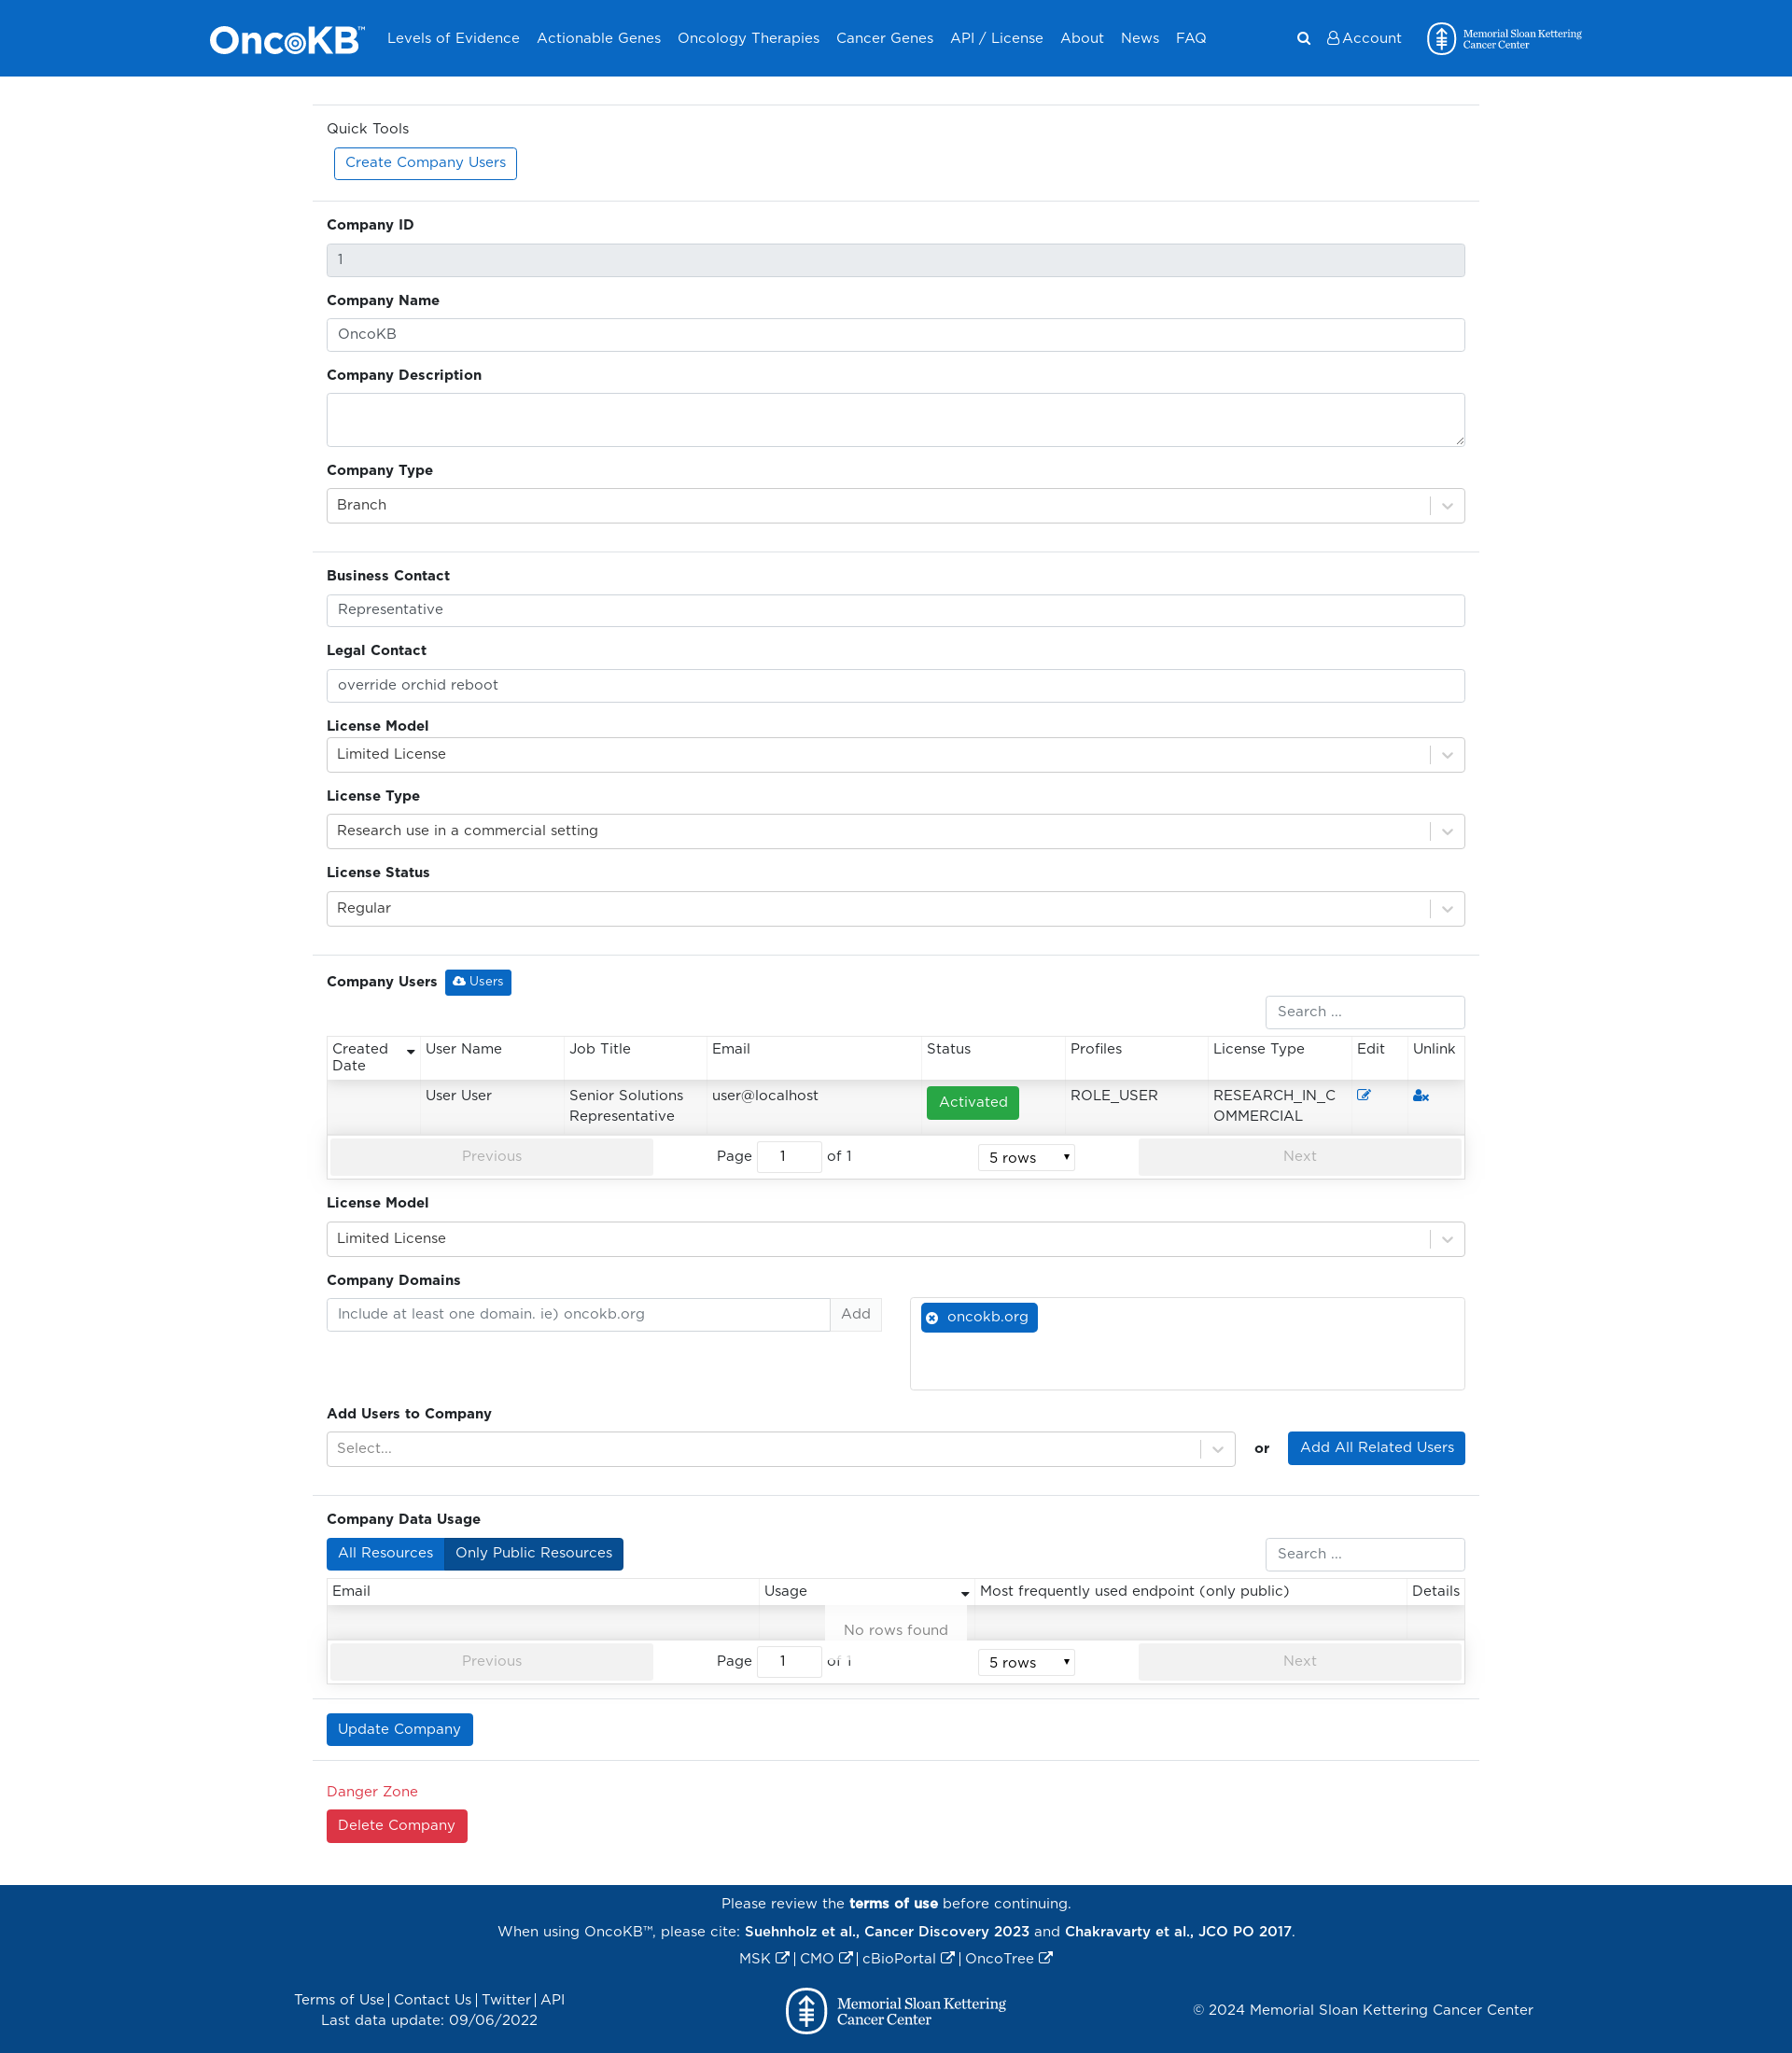 OncoKB™ Levels of Evidence Actionable Genes Oncology Therapies Cancer Genes API / License About News FAQ Account Memorial Sloan Kettering Cancer Center
Quick Tools
Create Company Users
Company ID
1
Company Name
OncoKB
Company Description
Company Type
Branch
Business Contact
Representative
Legal Contact
override orchid reboot
License Model
Limited License
License Type
Research use in a commercial setting
License Status
Regular
Company Users Users
Search ...
Created Date User Name Job Title Email Status Profiles License Type Edit Unlink
User User Senior Solutions Representative user@localhost Activated ROLE_USER RESEARCH_IN_COMMERCIAL
Previous Page 1 of 1 5 rows Next
License Model
Limited License
Company Domains
Include at least one domain. ie) oncokb.org Add oncokb.org
Add Users to Company
Select... or Add All Related Users
Company Data Usage
All Resources Only Public Resources Search ...
Email Usage Most frequently used endpoint (only public) Details
No rows found
Previous Page 1 of 1 5 rows Next
Update Company
Danger Zone
Delete Company
Please review the terms of use before continuing.
When using OncoKB™, please cite: Suehnholz et al., Cancer Discovery 2023 and Chakravarty et al., JCO PO 2017.
MSK | CMO | cBioPortal | OncoTree
Terms of Use | Contact Us | Twitter | API
Last data update: 09/06/2022
Memorial Sloan Kettering
Cancer Center
© 2024 Memorial Sloan Kettering Cancer Center